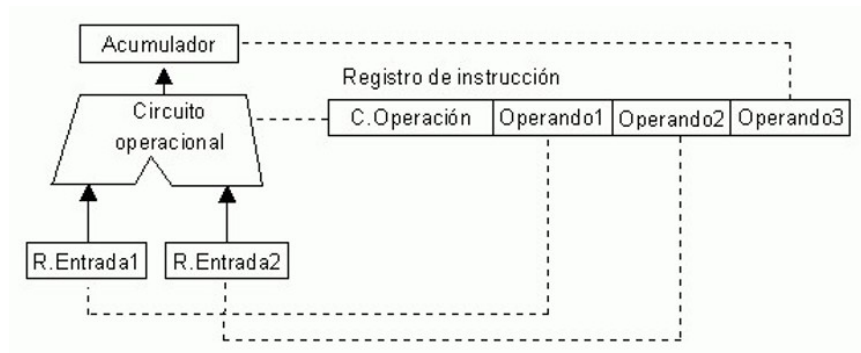 Acumulador
Registro de instrucción
Circuito
operacional
C.Operación
Operando1
Operando2
Operando3
R.Entrada1
R.Entrada2